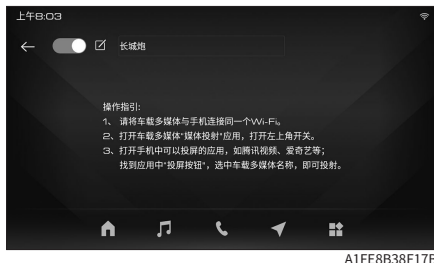 上午8:03
长城炮
操作指引:
1、 请将车载多媒体与手机连接同一个Wi-Fi。
2、 打开车载多媒体"媒体投射"应用，打开左上角开关。
3、 打开手机中可以投屏的应用，如腾讯视频、爱奇艺等；
找到应用中"投屏按钮"，选中车载多媒体名称，即可投射。
A1FE8B38F17F